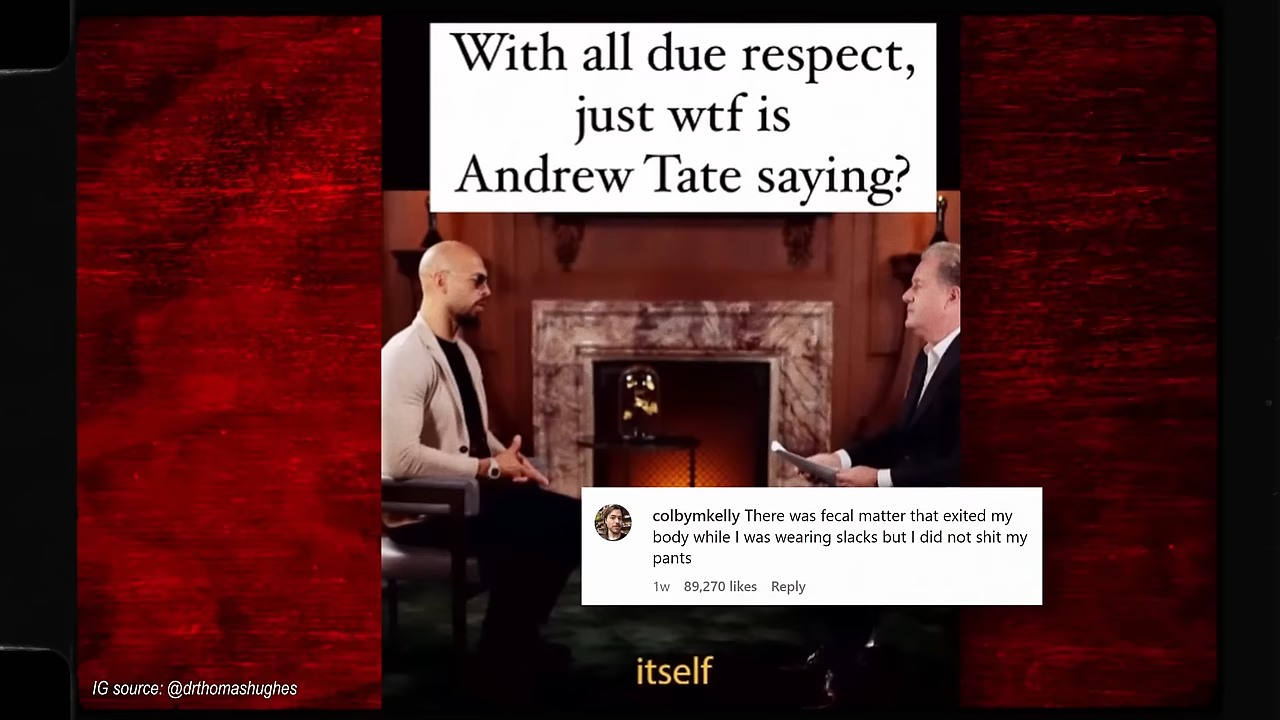 With all due respect,
just wtf is
Andrew Tate saying?
colbymkelly There was fecal matter that exited my
body while I was wearing slacks but I did not shit my
pants
1w 89,270 likes Reply
itself
IG source: @drthomashughes